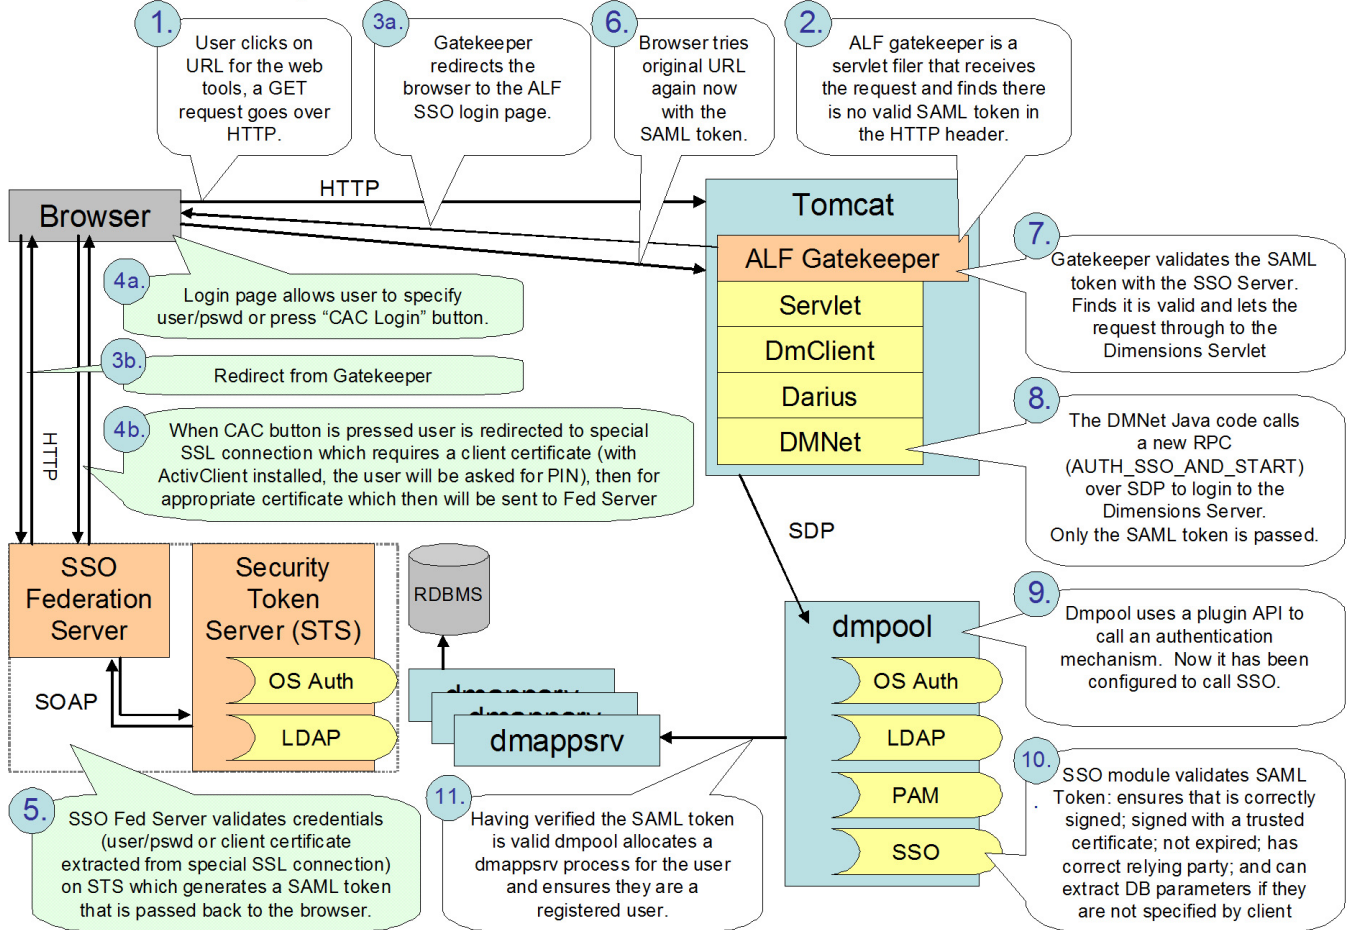 1.
User clicks on
URL for the web
tools, a GET
request goes over
HTTP.
3a.
Gatekeeper
redirects the
browser to the ALF
SSO login page.
6.
Browser tries
original URL
again now
with the
SAML token.
2.
ALF gatekeeper is a
servlet filer that receives
the request and finds there
is no valid SAML token in
the HTTP header.
HTTP
Browser
Tomcat
ALF Gatekeeper
Servlet
DmClient
Darius
DMNet
7.
Gatekeeper validates the SAML
token with the SSO Server.
Finds it is valid and lets the
request through to the
Dimensions Servlet
4a.
Login page allows user to specify
user/pswd or press “CAC Login” button.
3b.
Redirect from Gatekeeper
4b.
When CAC button is pressed user is redirected to special
SSL connection which requires a client certificate (with
ActivClient installed, the user will be asked for PIN), then for
appropriate certificate which then will be sent to Fed Server
HTTP
8.
The DMNet Java code calls
a new RPC
(AUTH_SSO_AND_START)
over SDP to login to the
Dimensions Server.
Only the SAML token is passed.
SDP
SSO
Federation
Server
Security
Token
Server (STS)
OS Auth
LDAP
SOAP
RDBMS
dmappsrv
dmappsrv
dmappsrv
dmpool
OS Auth
LDAP
PAM
SSO
9.
Dmpool uses a plugin API to
call an authentication
mechanism. Now it has been
configured to call SSO.
10.
.
SSO module validates SAML
Token: ensures that is correctly
signed; signed with a trusted
certificate; not expired; has
correct relying party; and can
extract DB parameters if they
are not specified by client
5.
SSO Fed Server validates credentials
(user/pswd or client certificate
extracted from special SSL connection)
on STS which generates a SAML token
that is passed back to the browser.
11.
Having verified the SAML token
is valid dmpool allocates a
dmappsrv process for the user
and ensures they are a
registered user.